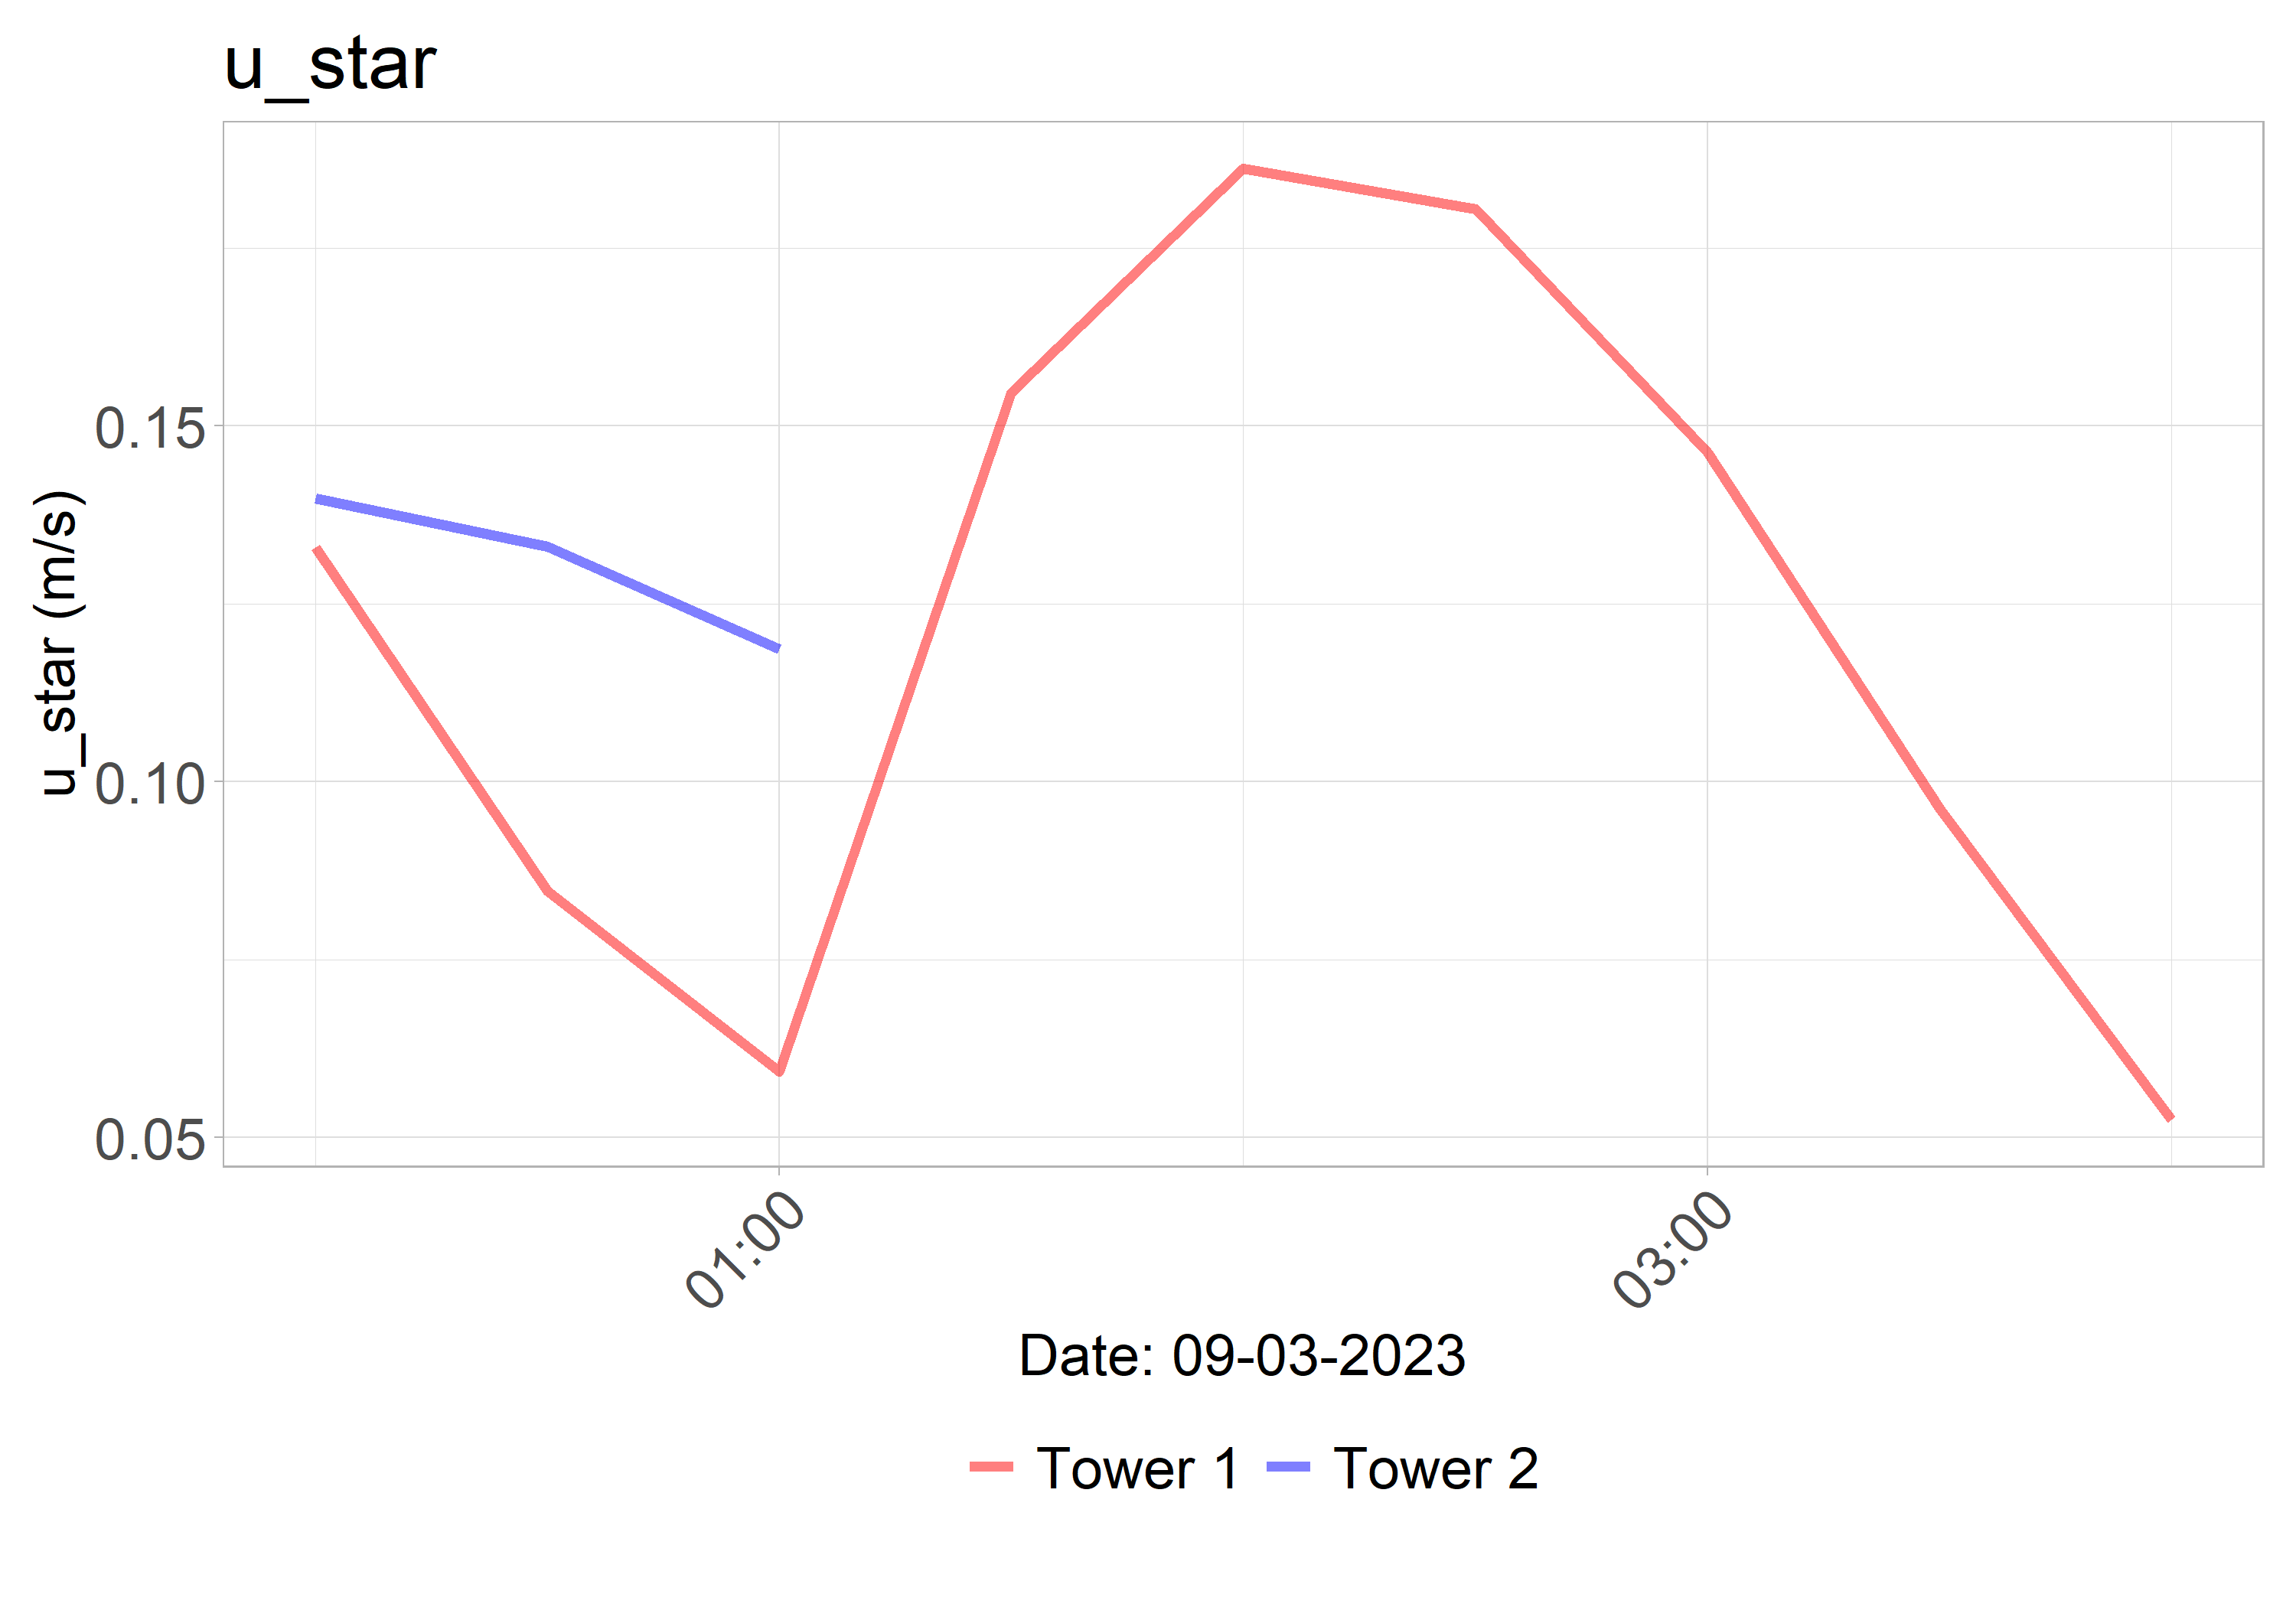 u_star
u_star (m/s)
0.15
0.10
0.05
01:00
03:00
Date: 09-03-2023
Tower 1 Tower 2